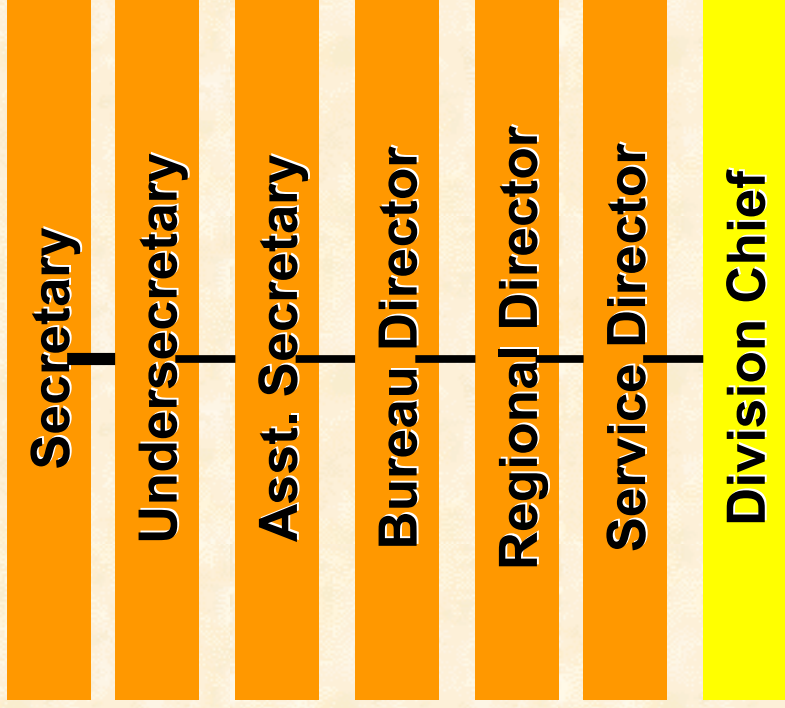 Secretary
Undersecretary
Asst. Secretary
Bureau Director
Regional Director
Service Director
Division Chief